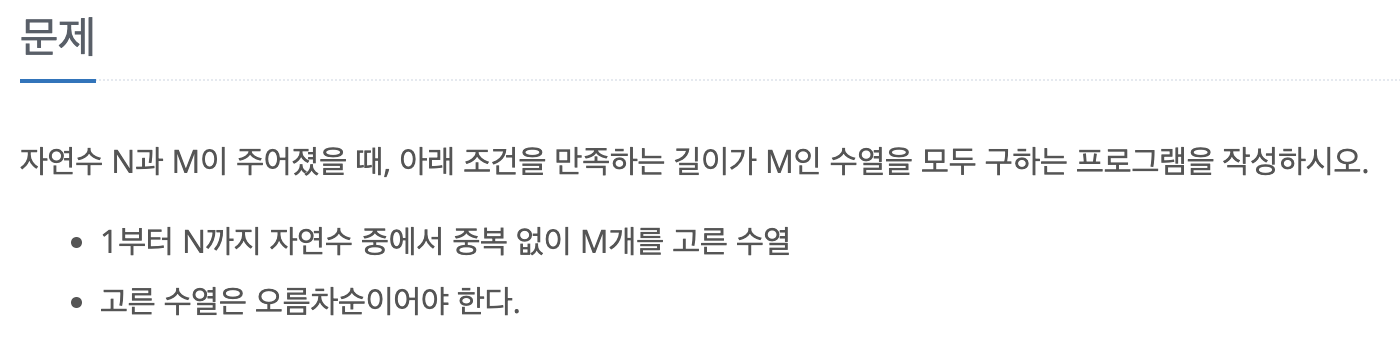 문제
자연수 N과 M이 주어졌을 때, 아래 조건을 만족하는 길이가 M인 수열을 모두 구하는 프로그램을 작성하시오.
• 1부터 N까지 자연수 중에서 중복 없이 M개를 고른 수열
• 고른 수열은 오름차순이어야 한다.